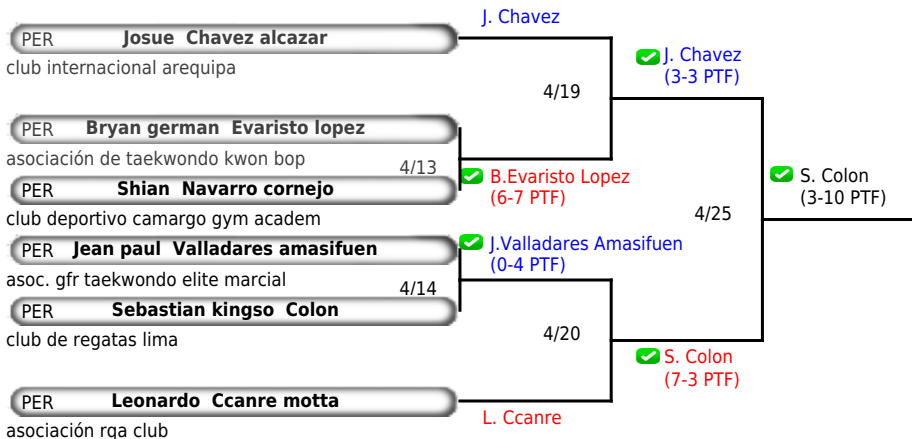 J. Chavez
PER Josue Chavez alcazar
club internacional arequipa
J. Chavez
(3-3 PTF)
4/19
PER Bryan german Evaristo lopez
asociación de taekwondo kwon bop
4/13
B.Evaristo Lopez
(6-7 PTF)
PER Shian Navarro cornejo
club deportivo camargo gym academ
S. Colon
(3-10 PTF)
4/25
PER Jean paul Valladares amasifuen
asoc. gfr taekwondo elite marcial
J.Valladares Amasifuen
(0-4 PTF)
4/14
PER Sebastian kingso Colon
club de regatas lima
4/20
S. Colon
(7-3 PTF)
PER Leonardo Ccanre motta
asociación rga club
L. Ccanre